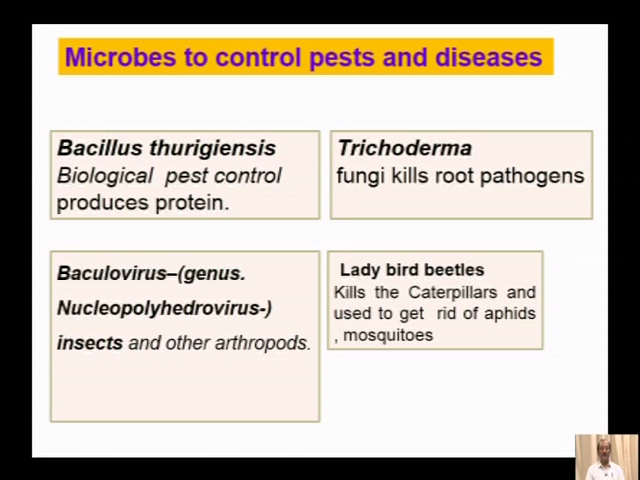 Microbes to control pests and diseases
Bacillus thurigiensis
Biological pest control
produces protein.
Trichoderma
fungi kills root pathogens
Baculovirus–(genus.
Nucleopolyhedrovirus-)
insects and other arthropods.
Lady bird beetles
Kills the Caterpillars and
used to get rid of aphids
, mosquitoes